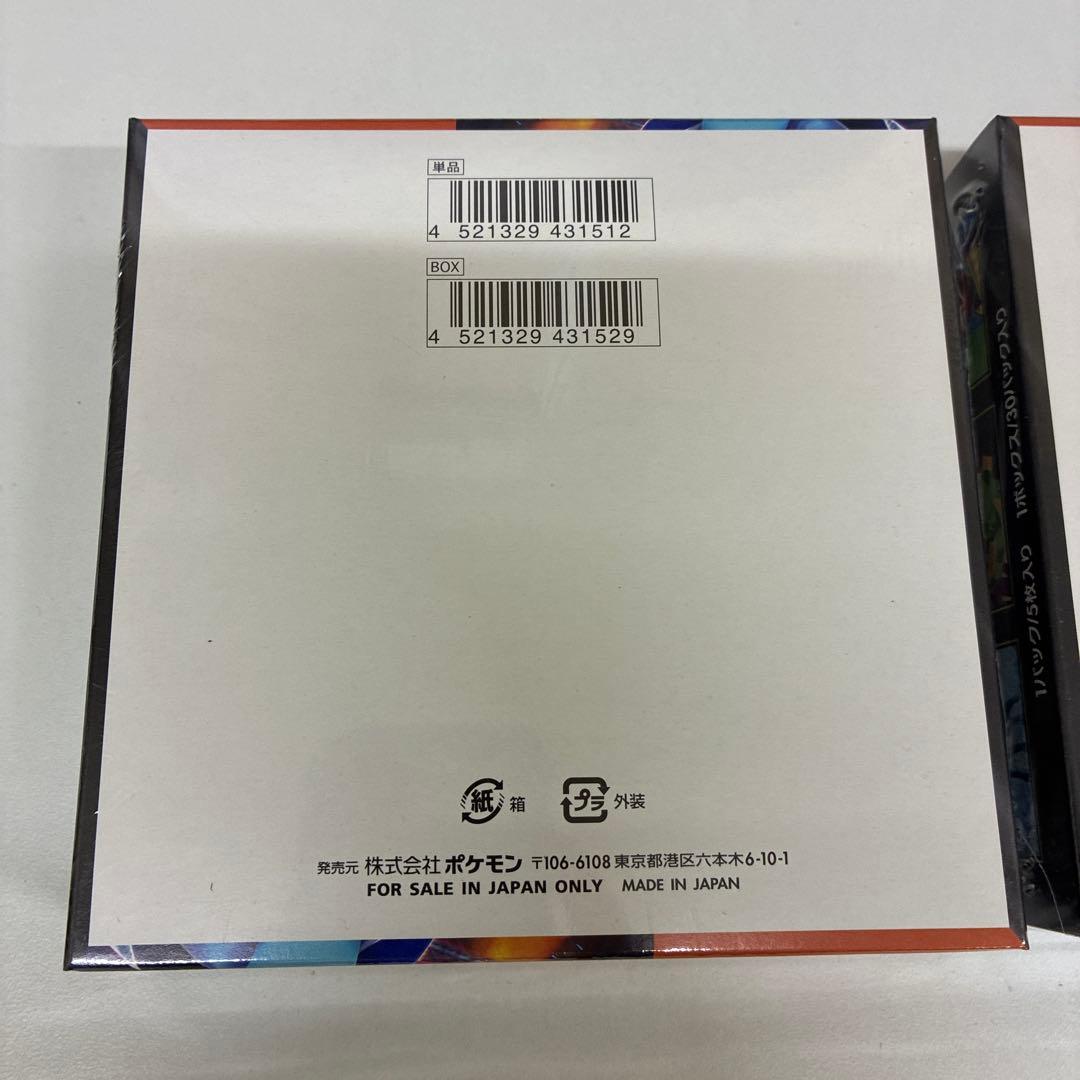 単品
4 521329 431512
BOX
4 521329 431529
紙 箱 プラ 外装
発売元 株式会社 ポケモン 〒106-6108 東京都港区六本木6-10-1
FOR SALE IN JAPAN ONLY MADE IN JAPAN
1パック/5枚入り 1ボックス/30パック入り